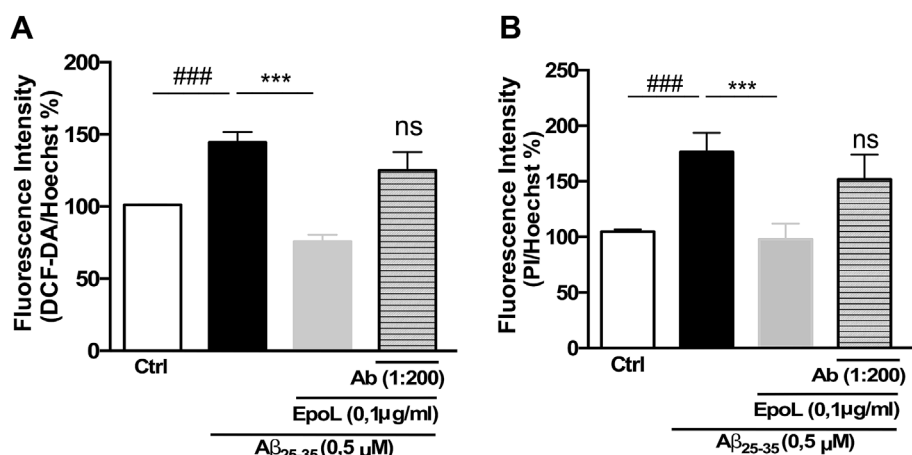 A
Fluorescence Intensity
(DCF-DA/Hoechst %)
200
150
100
50
0
###
***
ns
Ctrl
Ab (1:200)
EpoL (0,1µg/ml)
Aβ25-35 (0,5 µM)
B
Fluorescence Intensity
(PI/Hoechst %)
250
200
150
100
50
0
###
***
ns
Ctrl
Ab (1:200)
EpoL (0,1µg/ml)
Aβ25-35 (0,5 µM)